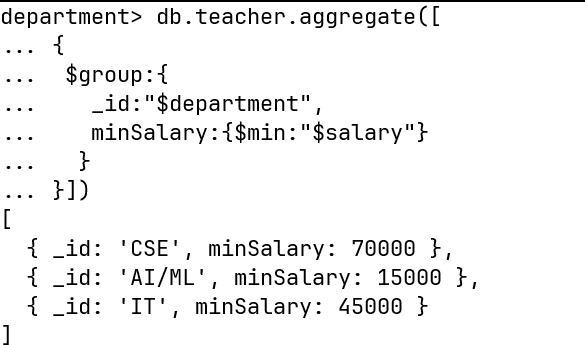 department> db.teacher.aggregate([
... {
...   $group:{
...     _id:"$department",
...     minSalary:{$min:"$salary"}
...    }
... }])
[
  { _id: 'CSE', minSalary: 70000 },
  { _id: 'AI/ML', minSalary: 15000 },
  { _id: 'IT', minSalary: 45000 }
]